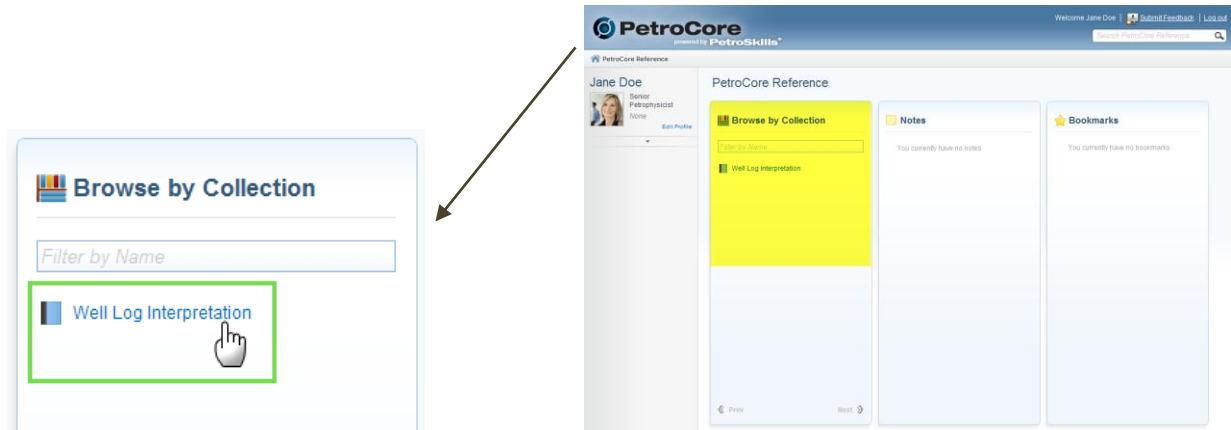 Browse by Collection
Filter by Name
Well Log Interpretation
PetroCore
powered by PetroSkills
Welcome Jane Doe | Submit Feedback | Log out
Search PetroCore Reference
PetroCore Reference
Jane Doe
Senior
Petrophysicist
None
Edit Profile
PetroCore Reference
Browse by Collection
Filter by Name
Well Log Interpretation
Prev
Next
Notes
You currently have no notes.
Bookmarks
You currently have no bookmarks.